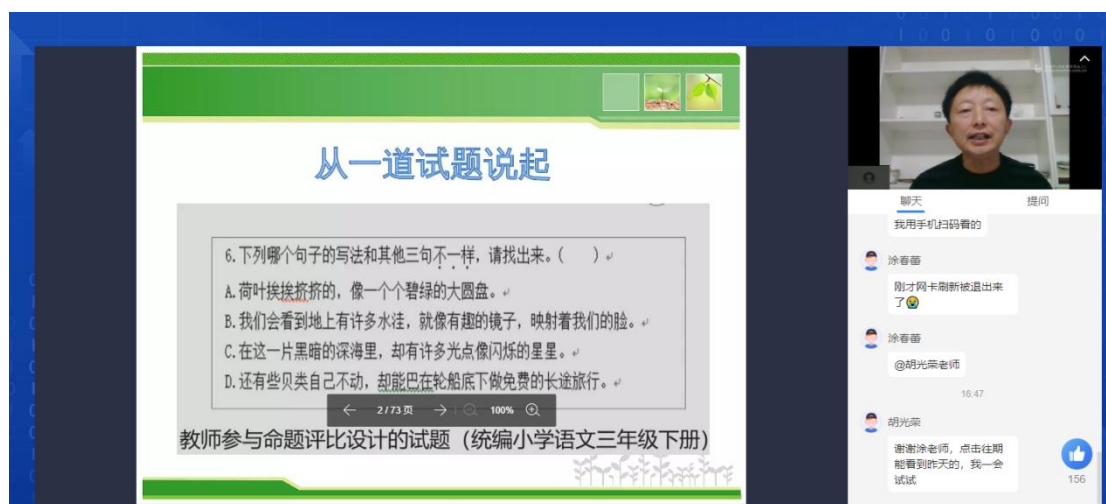 从一道试题说起
6.下列哪个句子的写法和其他三句不一样，请找出来。（ ）
A.荷叶挨挨挤挤的，像一个个碧绿的大圆盘。
B.我们会看到地上有许多水洼，就像有趣的镜子，映射着我们的脸。
C.在这一片黑暗的深海里，却有许多光点像闪烁的星星。
D.还有些贝类自己不动，却能巴在轮船底下做免费的长途旅行。
2/73页
100%
教师参与命题评比设计的试题（统编小学语文三年级下册）
聊天
提问
我用手机扫码看的
涂春蕾
刚才网卡刷新被退出来
了
涂春蕾
@胡光荣老师
16:47
胡光荣
谢谢涂老师，点击往期
能看到昨天的，我一会
试试
156